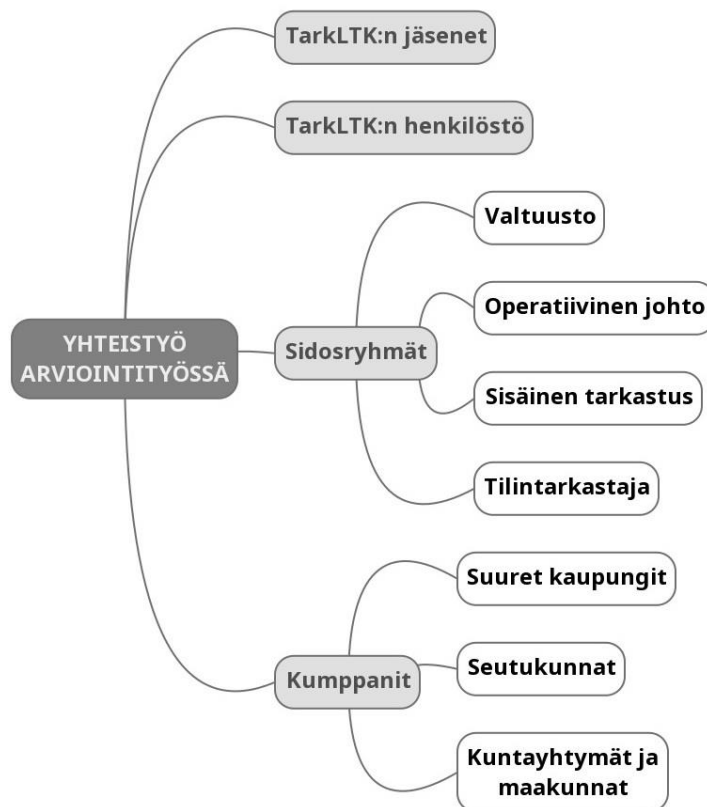 TarkLTK:n jäsenet
TarkLTK:n henkilöstö
Valtuusto
Operatiivinen johto
YHTEISTYÖ
ARVIOINTITYÖSSÄ
Sidosryhmät
Sisäinen tarkastus
Tilintarkastaja
Suuret kaupungit
Kumppanit
Seutukunnat
Kuntayhtymät ja
maakunnat